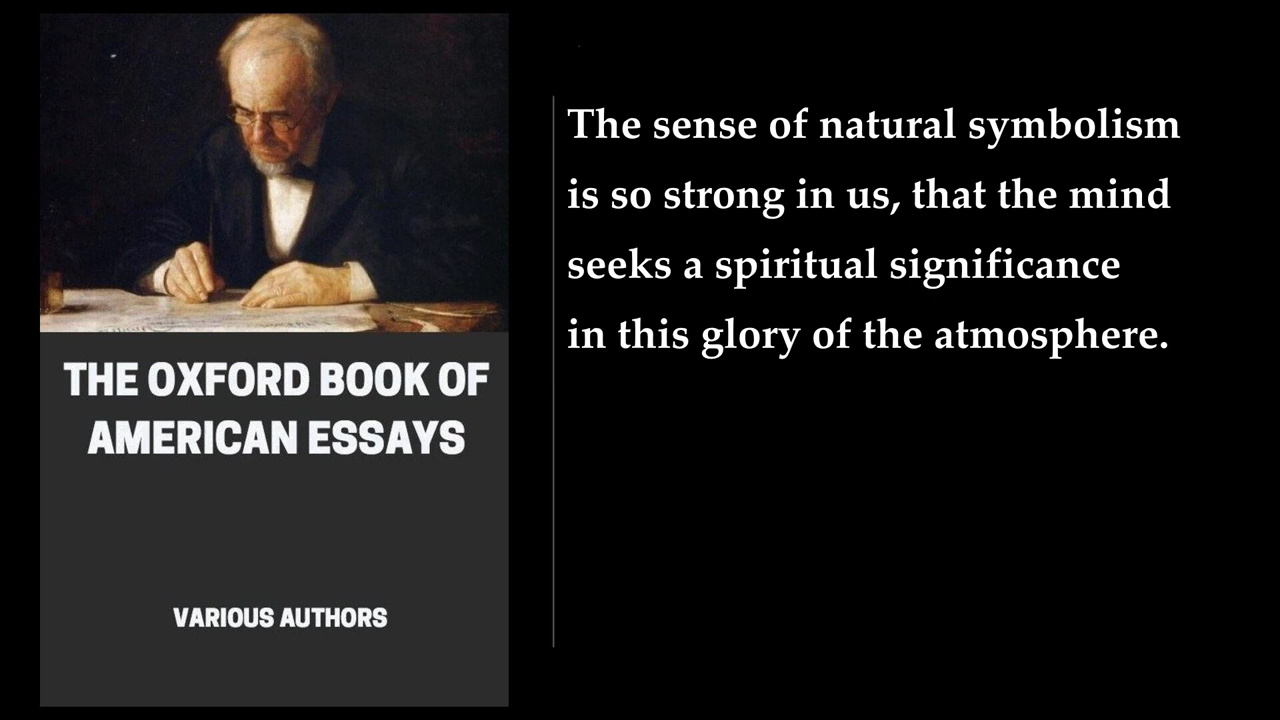 THE OXFORD BOOK OF
AMERICAN ESSAYS
VARIOUS AUTHORS
The sense of natural symbolism
is so strong in us, that the mind
seeks a spiritual significance
in this glory of the atmosphere.